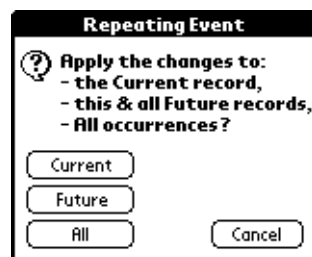 Repeating Event
Apply the changes to:
- the Current record,
- this & all Future records,
- All occurrences?
Current
Future
All
Cancel